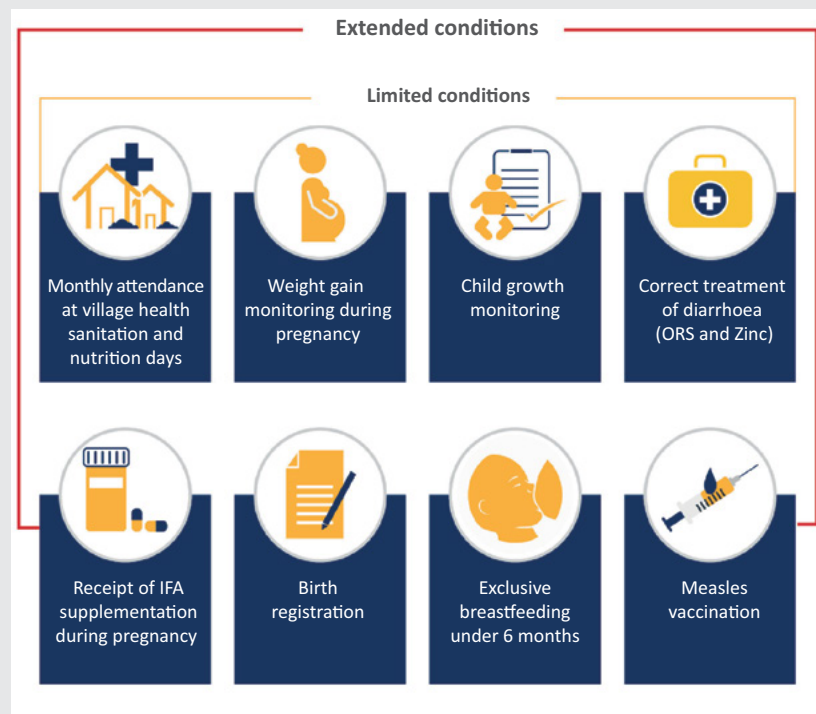 Extended conditions
Limited conditions
Monthly attendance
at village health
sanitation and
nutrition days
Weight gain
monitoring during
pregnancy
Child growth
monitoring
Correct treatment
of diarrhoea
(ORS and Zinc)
Receipt of IFA
supplementation
during pregnancy
Birth
registration
Exclusive
breastfeeding
under 6 months
Measles
vaccination